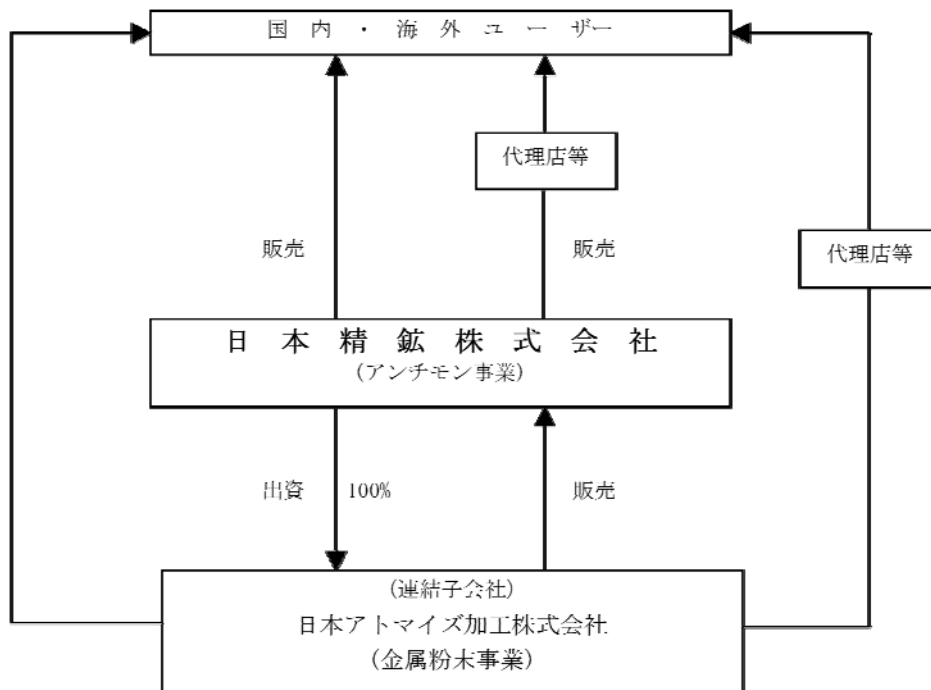 国内・海外ユーザー
代理店等
販売
販売
代理店等
日本精鉱株式会社
(アンチモン事業)
出資
100%
販売
(連結子会社)
日本アトマイズ加工株式会社
(金属粉末事業)